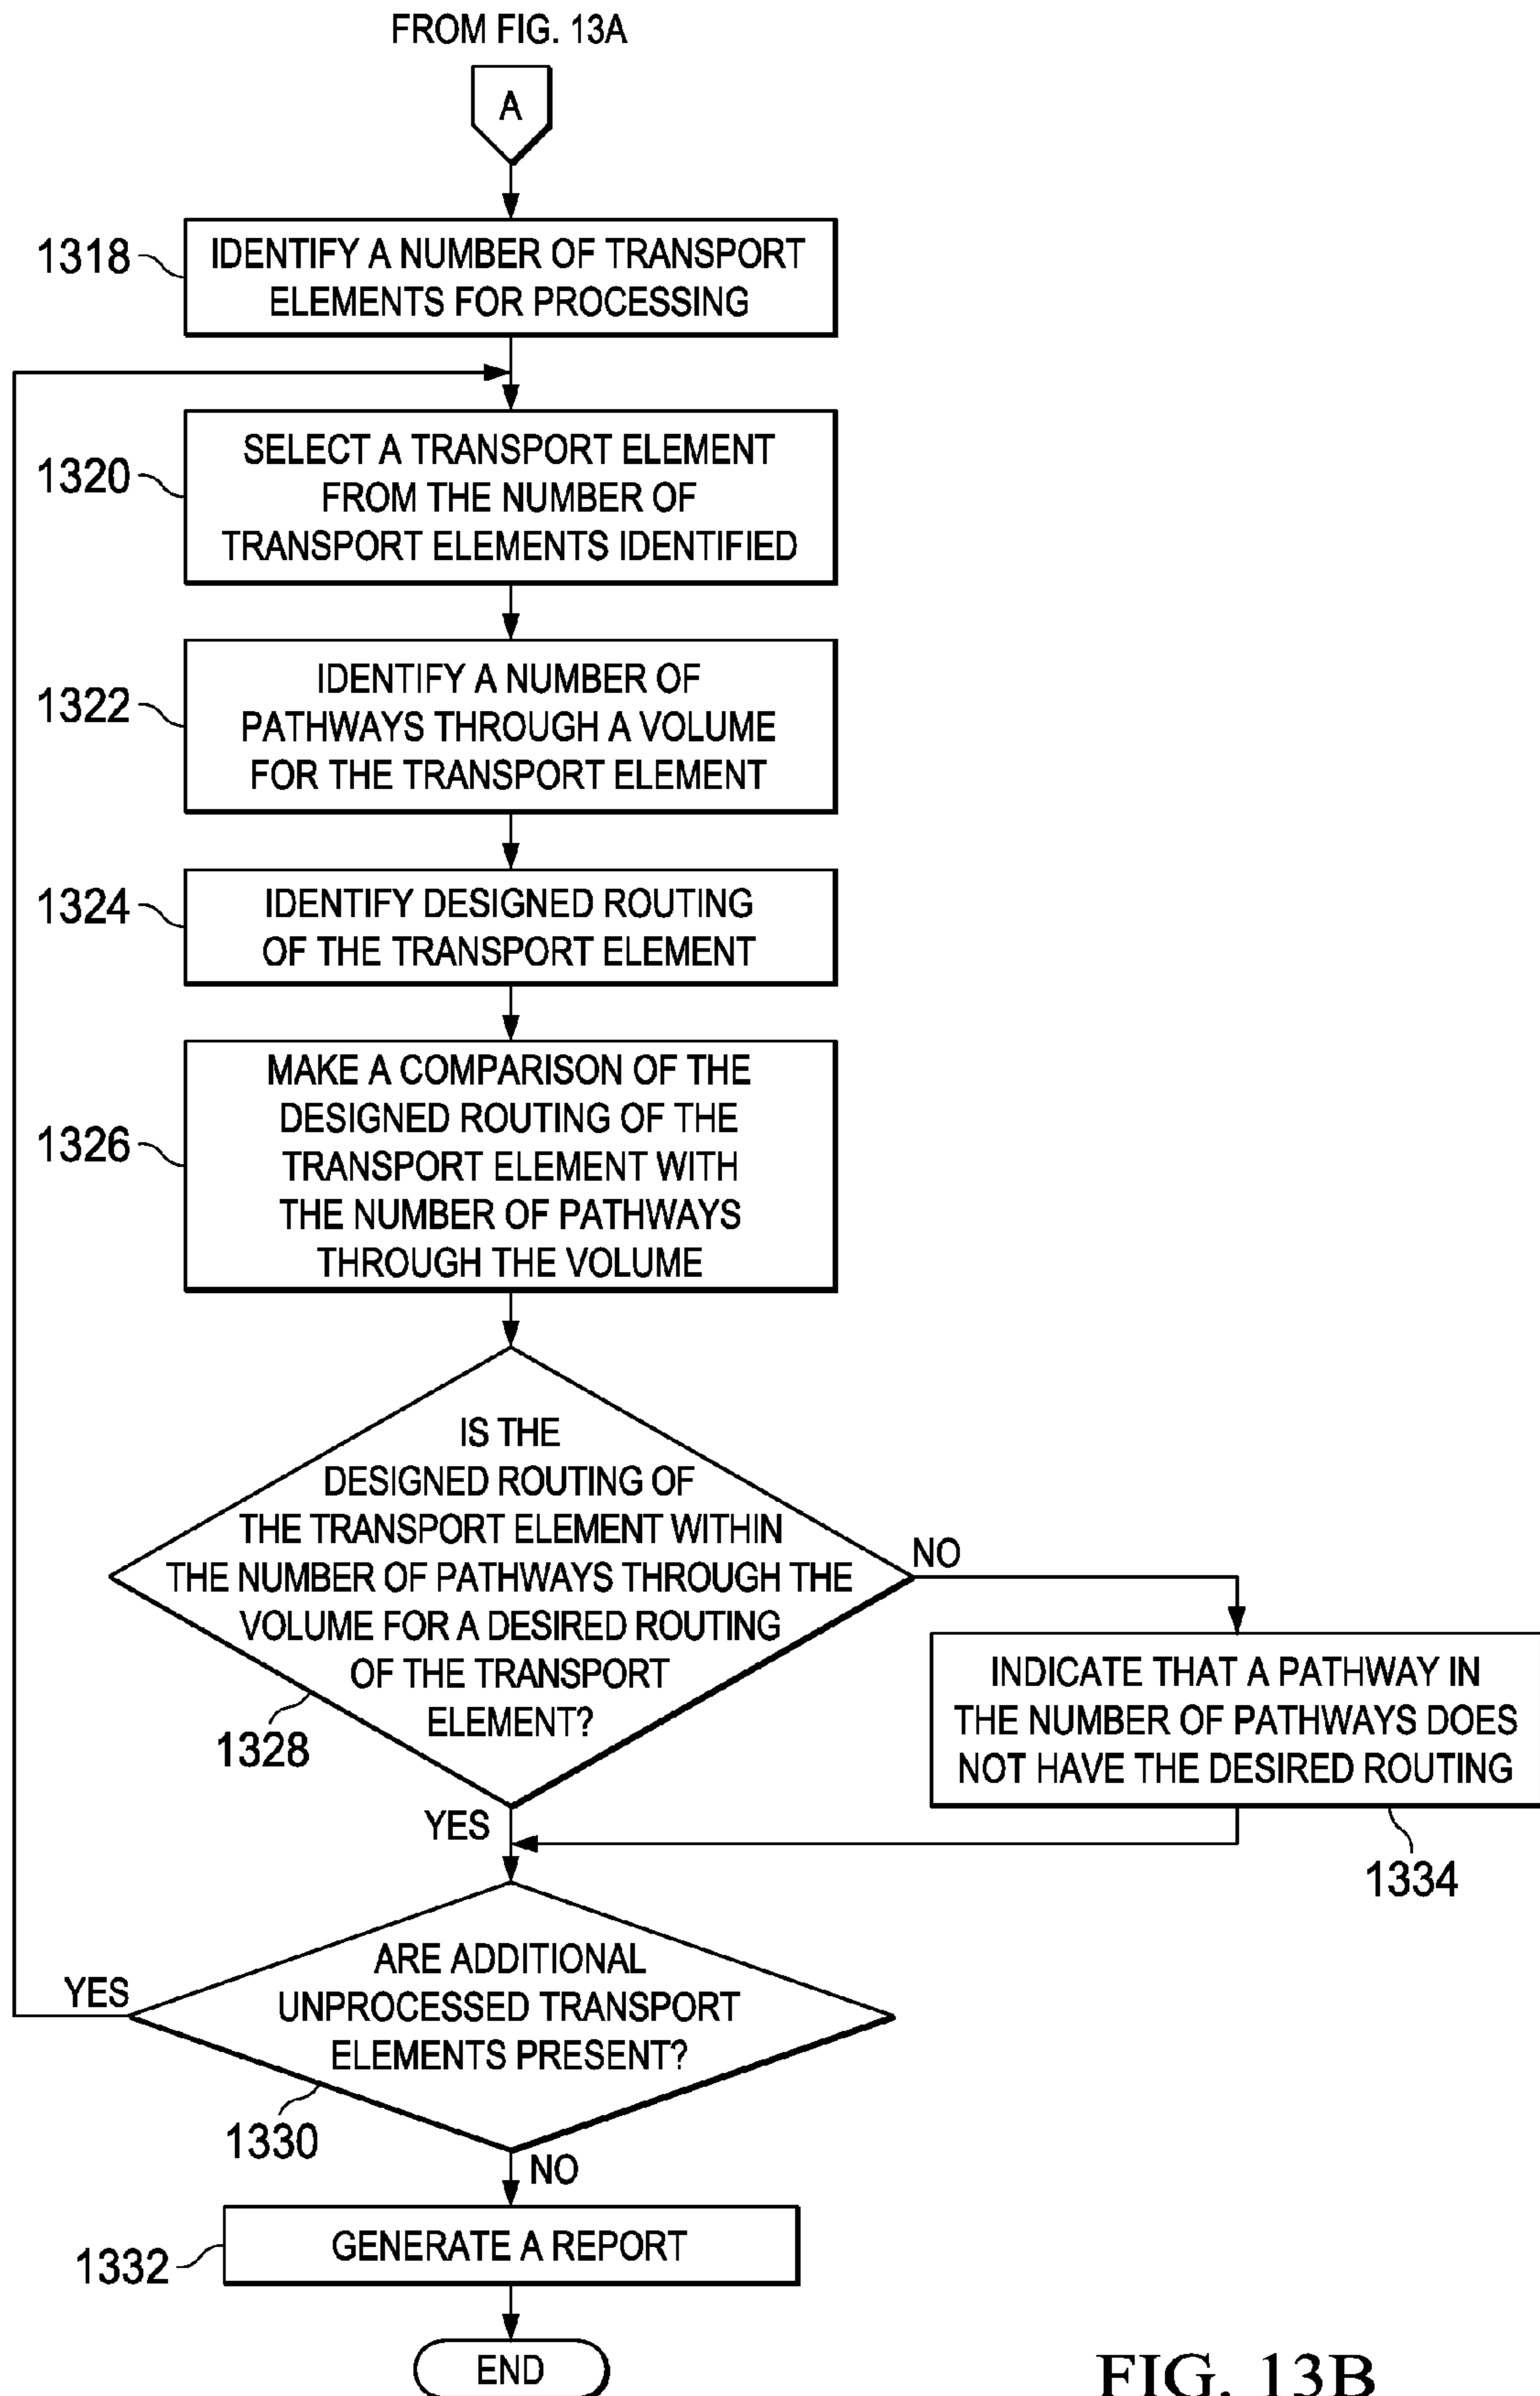 FROM FIG. 13A
A
1318
IDENTIFY A NUMBER OF TRANSPORT
ELEMENTS FOR PROCESSING
1320
SELECT A TRANSPORT ELEMENT
FROM THE NUMBER OF
TRANSPORT ELEMENTS IDENTIFIED
1322
IDENTIFY A NUMBER OF
PATHWAYS THROUGH A VOLUME
FOR THE TRANSPORT ELEMENT
1324
IDENTIFY DESIGNED ROUTING
OF THE TRANSPORT ELEMENT
1326
MAKE A COMPARISON OF THE
DESIGNED ROUTING OF THE
TRANSPORT ELEMENT WITH
THE NUMBER OF PATHWAYS
THROUGH THE VOLUME
IS THE
DESIGNED ROUTING OF
THE TRANSPORT ELEMENT WITHIN
THE NUMBER OF PATHWAYS THROUGH THE
VOLUME FOR A DESIRED ROUTING
OF THE TRANSPORT
ELEMENT?
1328
NO
INDICATE THAT A PATHWAY IN
THE NUMBER OF PATHWAYS DOES
NOT HAVE THE DESIRED ROUTING
1334
YES
ARE ADDITIONAL
UNPROCESSED TRANSPORT
ELEMENTS PRESENT?
YES
1330
NO
1332
GENERATE A REPORT
END
FIG. 13B